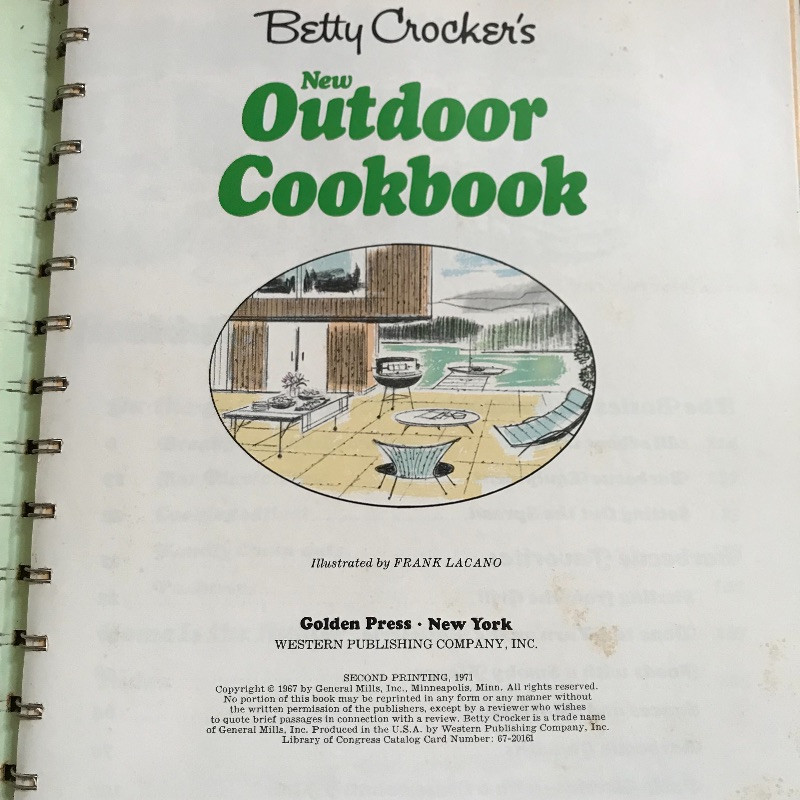 Betty Crocker's
New
Outdoor
Cookbook
Illustrated by FRANK LACANO
Golden Press · New York
WESTERN PUBLISHING COMPANY, INC.
SECOND PRINTING, 1971
Copyright © 1967 by General Mills, Inc., Minneapolis, Minn. All rights reserved.
No portion of this book may be reprinted in any form or any manner without
the written permission of the publishers, except by a reviewer who wishes
to quote brief passages in connection with a review. Betty Crocker is a trade name
of General Mills, Inc. Produced in the U.S.A. by Western Publishing Company, Inc.
Library of Congress Catalog Card Number: 67-20161